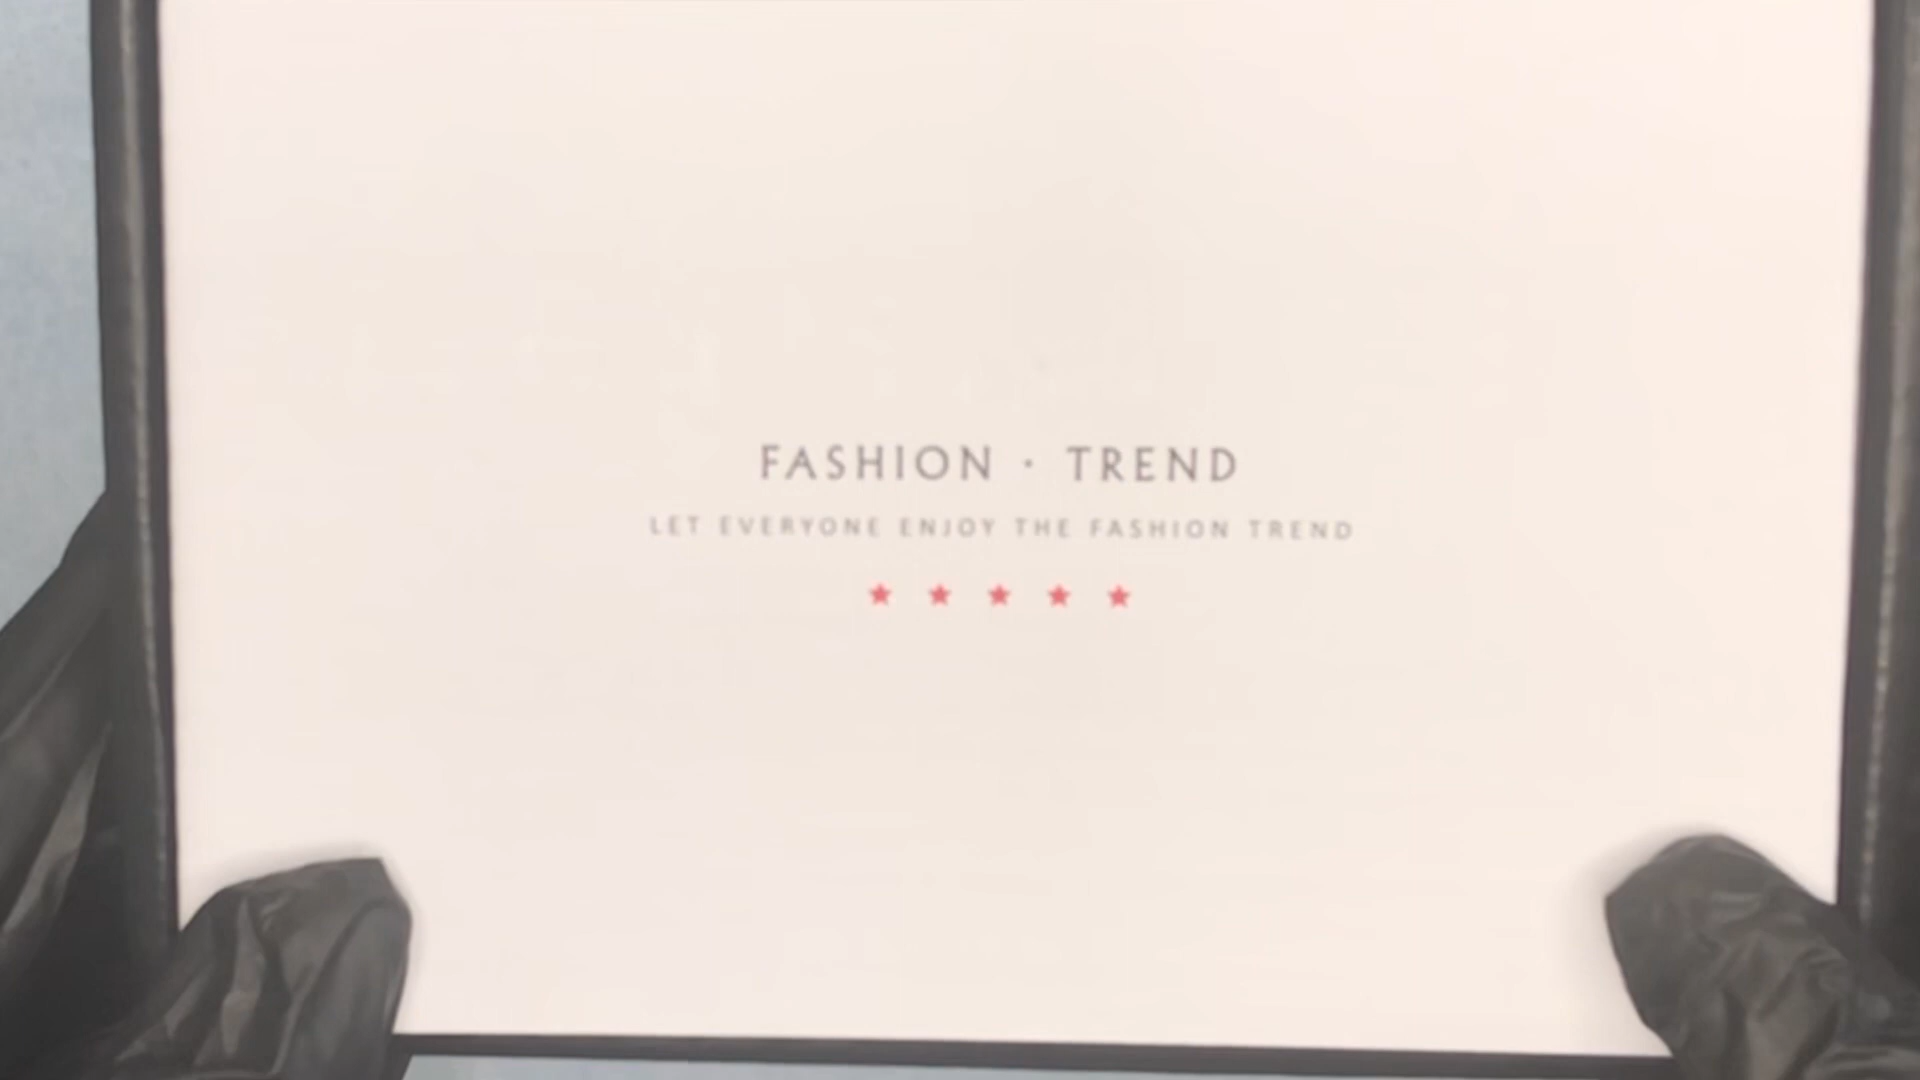 FASHION · TREND
LET EVERYONE ENJOY THE FASHION TREND
★ ★ ★ ★ ★